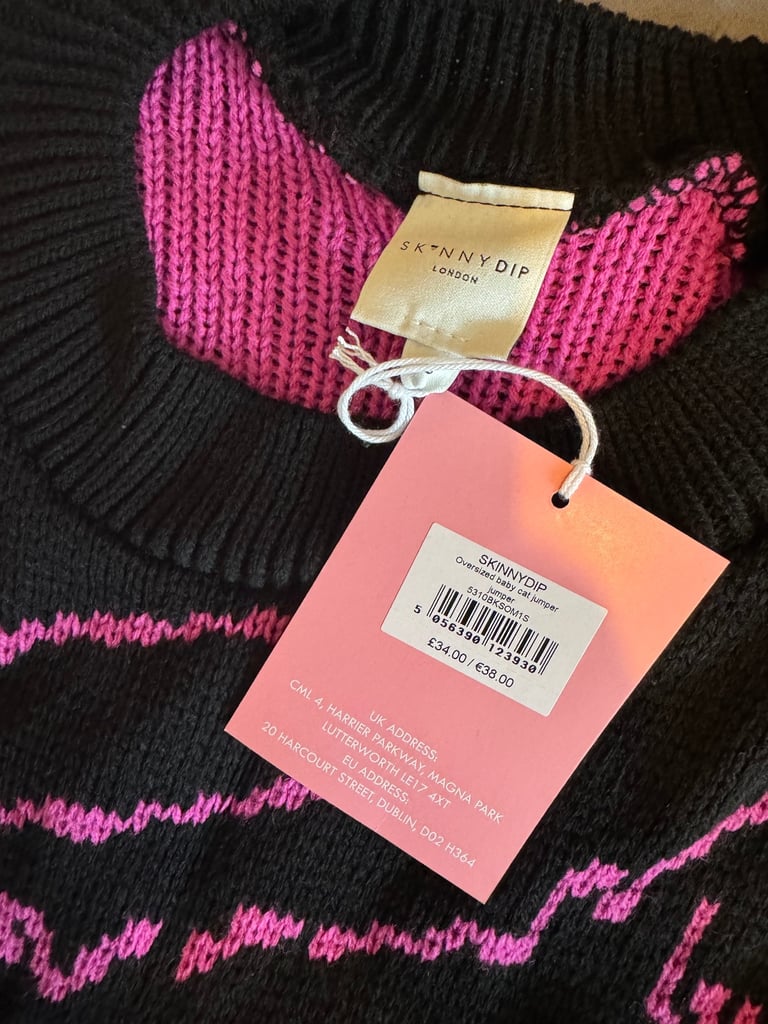 SKINNYDIP
LONDON
SKINNYDIP
Oversized baby cat jumper
jumper
5310BKSOM1S
5 056390 123930
£34.00 / €38.00
UK ADDRESS:
CML 4, HARRIER PARKWAY, MAGNA PARK
LUTTERWORTH LE17 4XT
EU ADDRESS:
20 HARCOURT STREET, DUBLIN, D02 H364